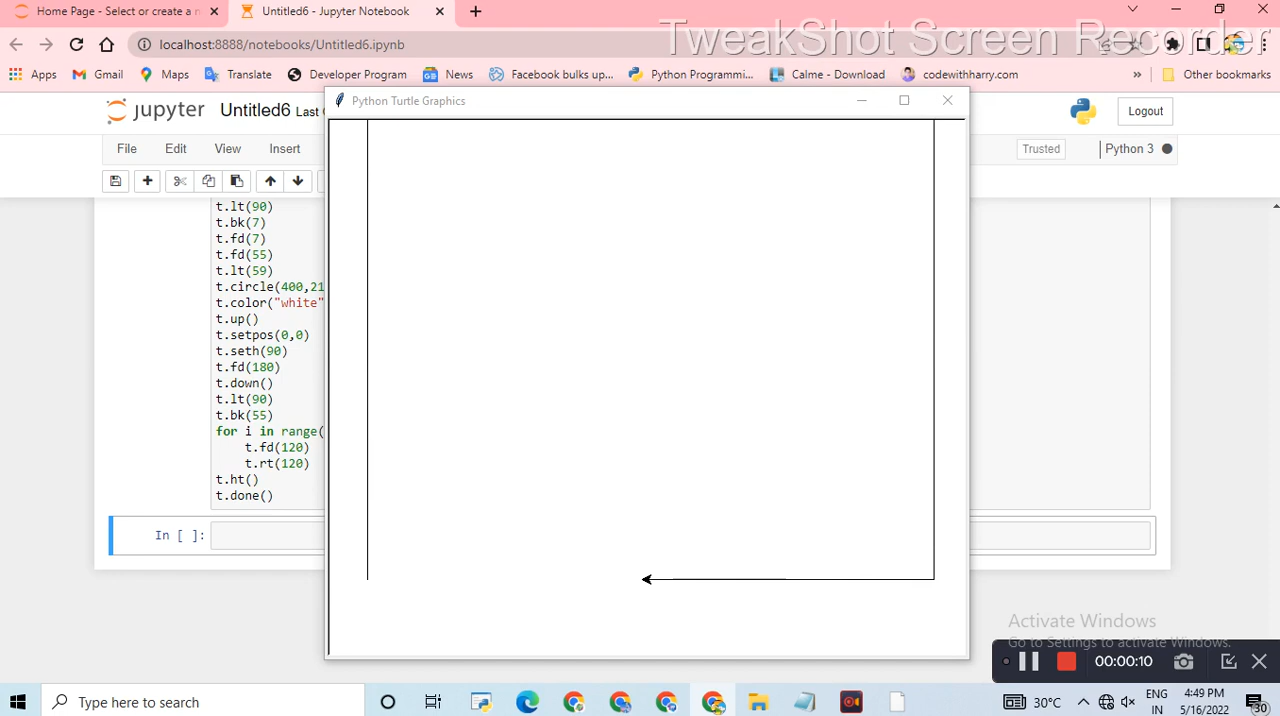 Home Page - Select or create a n
Untitled6 - Jupyter Notebook
TweakShot Screen Recorder
localhost:8888/notebooks/Untitled6.ipynb
Apps
Gmail
Maps
Translate
Developer Program
News
Facebook bulks up...
Python Programmi...
Calme - Download
codewithharry.com
»
Other bookmarks
jupyter Untitled6 Last
Python Turtle Graphics
Logout
File Edit View Insert
Trusted
Python 3
t.lt(90)
t.bk(7)
t.fd(7)
t.fd(55)
t.lt(59)
t.circle(400,21
t.color("white"
t.up()
t.setpos(0,0)
t.seth(90)
t.fd(180)
t.down()
t.lt(90)
t.bk(55)
for i in range(
t.fd(120)
t.rt(120)
t.ht()
t.done()
In [ ]:
Activate Windows
Go to Settings to activate Windows.
00:00:10
Type here to search
30°C
ENG
IN
4:49 PM
5/16/2022
30